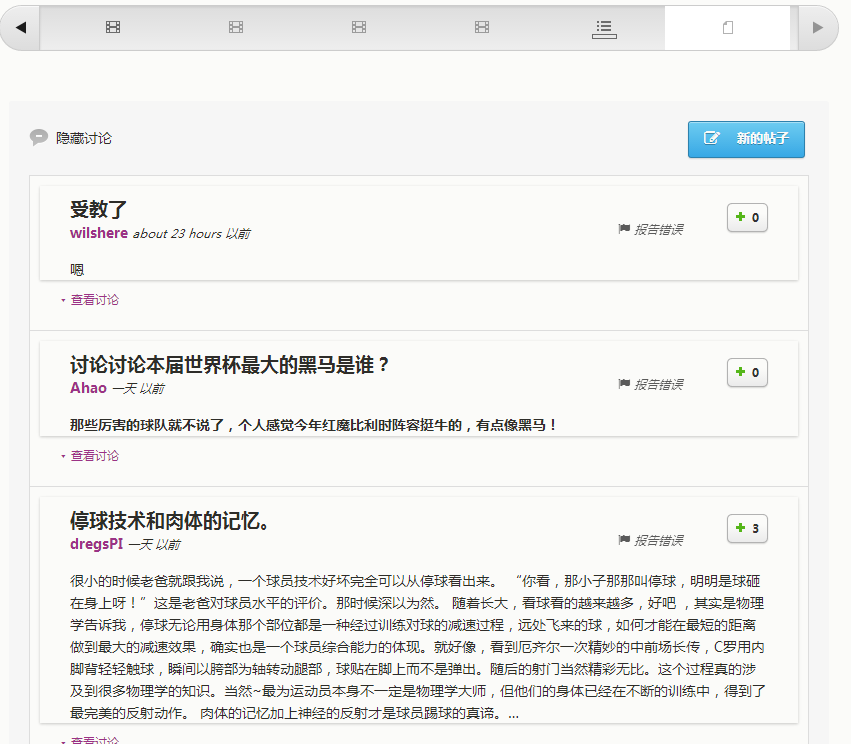 隐藏讨论
新的帖子
受教了
wilshere about 23 hours 以前
报告错误
0
嗯
查看讨论
讨论讨论本届世界杯最大的黑马是谁？
Ahao 一天 以前
报告错误
0
那些厉害的球队就不说了，个人感觉今年红魔比利时阵容挺牛的，有点像黑马！
查看讨论
停球技术和肉体的记忆。
dregsPI 一天 以前
报告错误
3
很小的时候老爸就跟我说，一个球员技术好坏完全可以从停球看出来。 “你看，那小子那那叫停球，明明是球砸
在身上呀！”这是老爸对球员水平的评价。那时候深以为然。 随着长大，看球看的越来越多，好吧 ，其实是物理
学告诉我，停球无论用身体那个部位都是一种经过训练对球的减速过程，远处飞来的球，如何才能在最短的距离
做到最大的减速效果，确实也是一个球员综合能力的体现。就好像，看到厄齐尔一次精妙的中前场长传，C罗用内
脚背轻轻触球，瞬间以胯部为轴转动腿部，球贴在脚上而不是弹出。随后的射门当然精彩无比。这个过程真的涉
及到很多物理学的知识。当然~最为运动员本身不一定是物理学大师，但他们的身体已经在不断的训练中，得到了
最完美的反射动作。 肉体的记忆加上神经的反射才是球员踢球的真谛。...
查看讨论